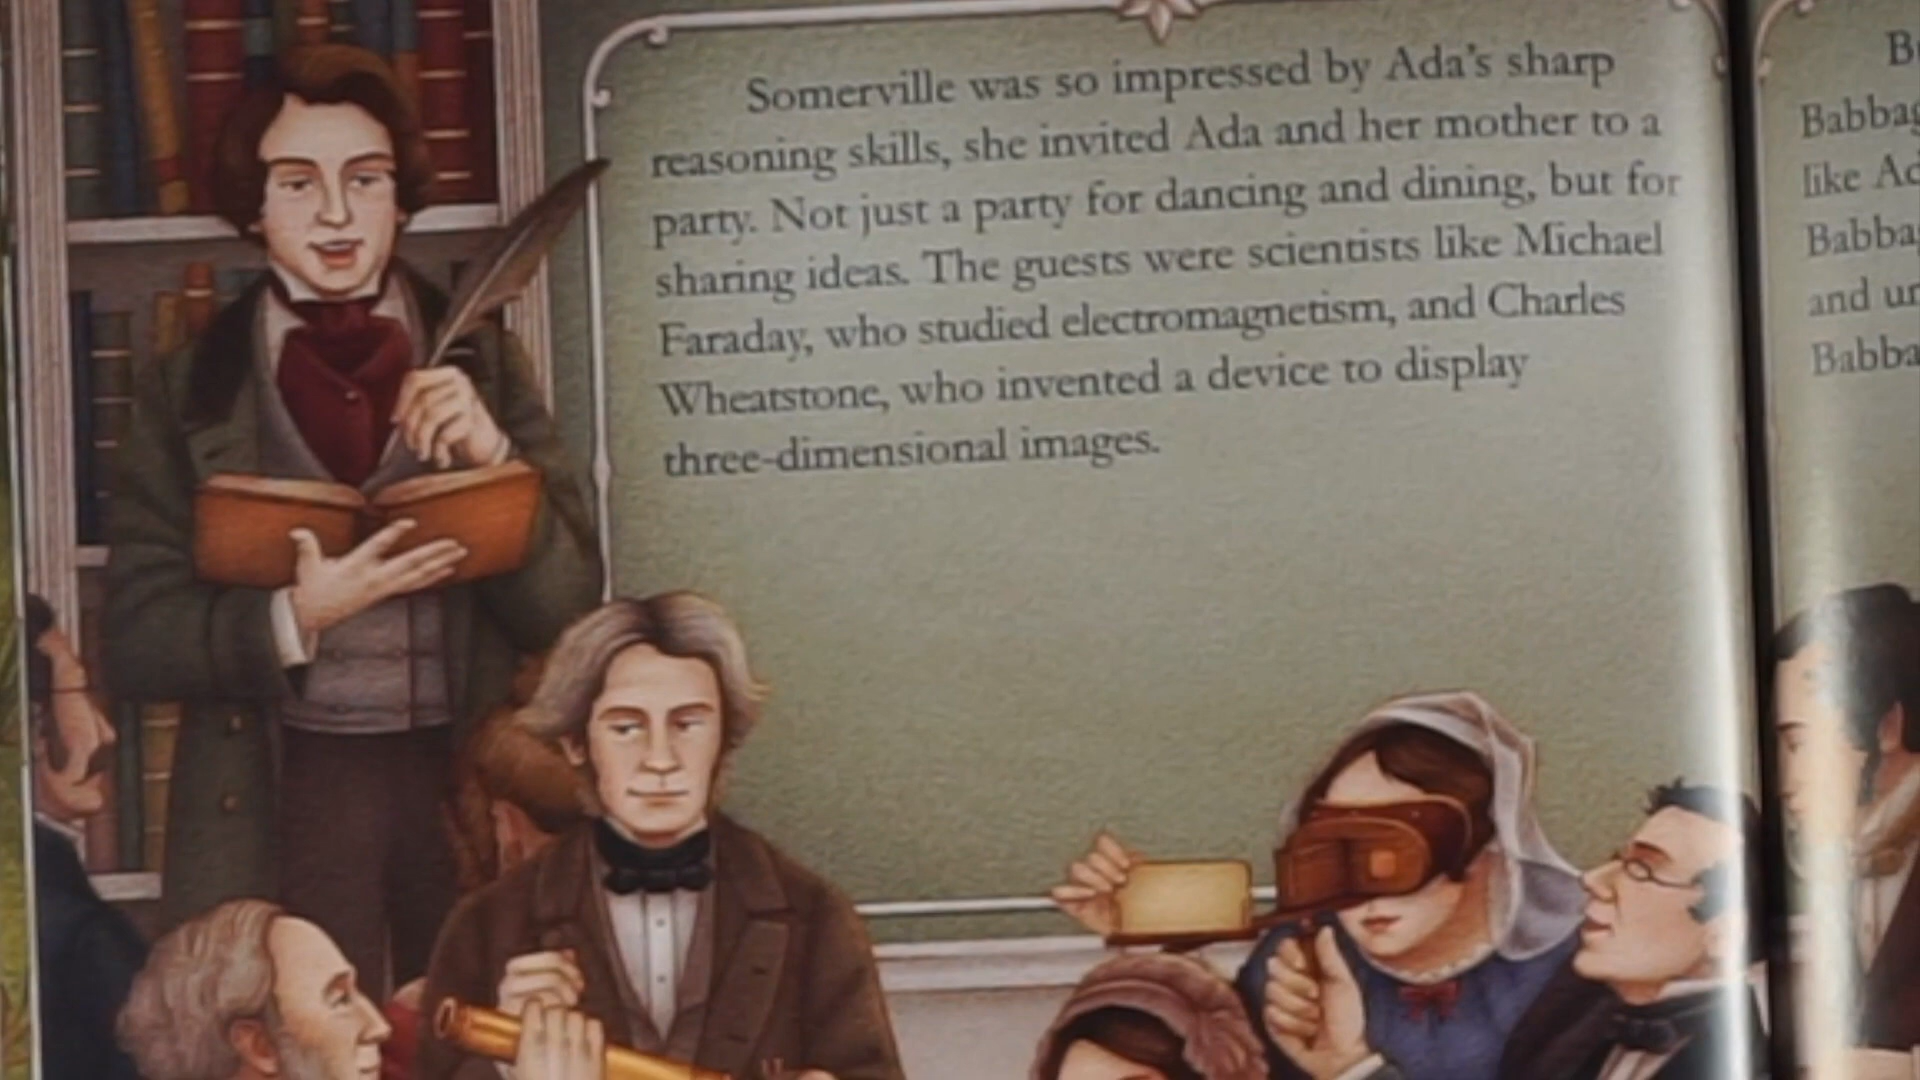 Somerville was so impressed by Ada's sharp
reasoning skills, she invited Ada and her mother to a
party. Not just a party for dancing and dining, but for
sharing ideas. The guests were scientists like Michael
Faraday, who studied electromagnetism, and Charles
Wheatstone, who invented a device to display
three-dimensional images.
like
and